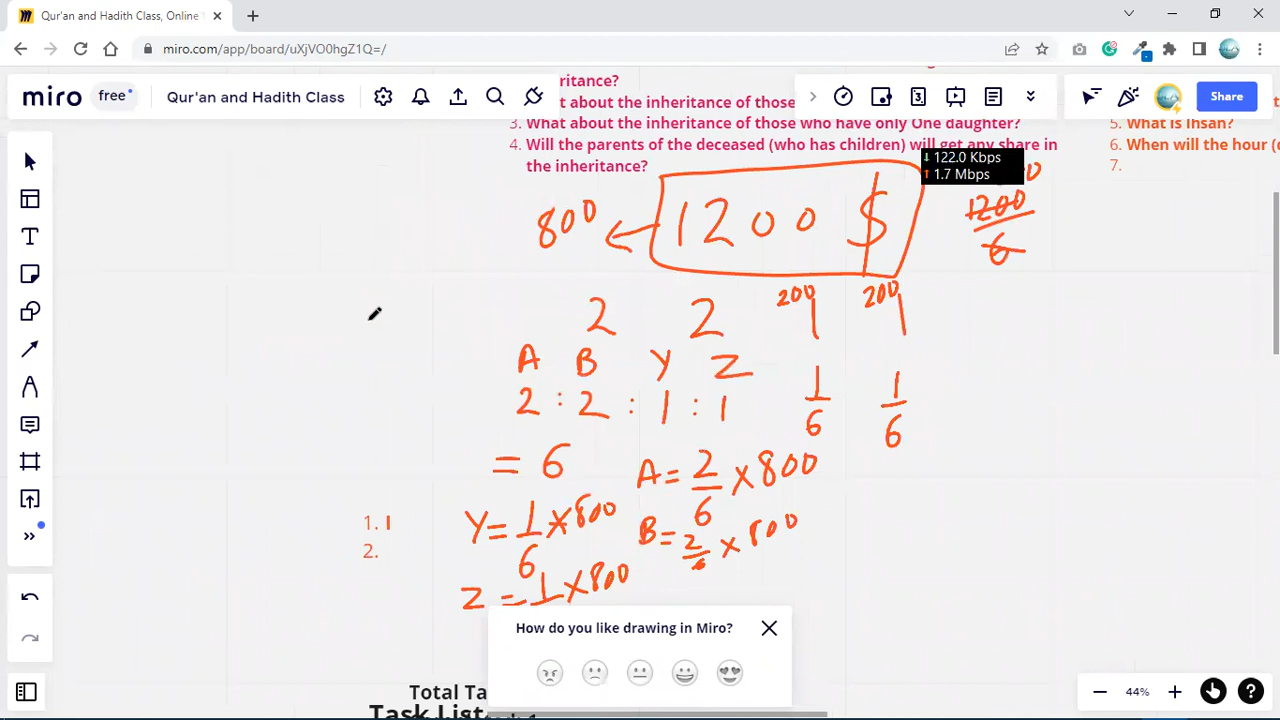 Qur'an and Hadith Class, Online
miro.com/app/board/uXjVO0hgZ1Q=/
miro free Qur'an and Hadith Class Share
ritance?
t about the inheritance of those
3. What about the inheritance of those who have only One daughter?
4. Will the parents of the deceased (who has children) will get any share in
the inheritance?
5. What is Ihsan?
6. When will the hour (
7.
↓ 122.0 Kbps
↑ 1.7 Mbps
800 ← 1200 $
1200
6
2 2 200 200
A B Y Z
2 : 2 : 1 : 1 1/6 1/6
= 6 A = 2/6 × 800
Y = 1/6 × 800 B = 2/6 × 800
Z = 1 × 800
1. I
2.
How do you like drawing in Miro?
Total Ta
Task List
44%